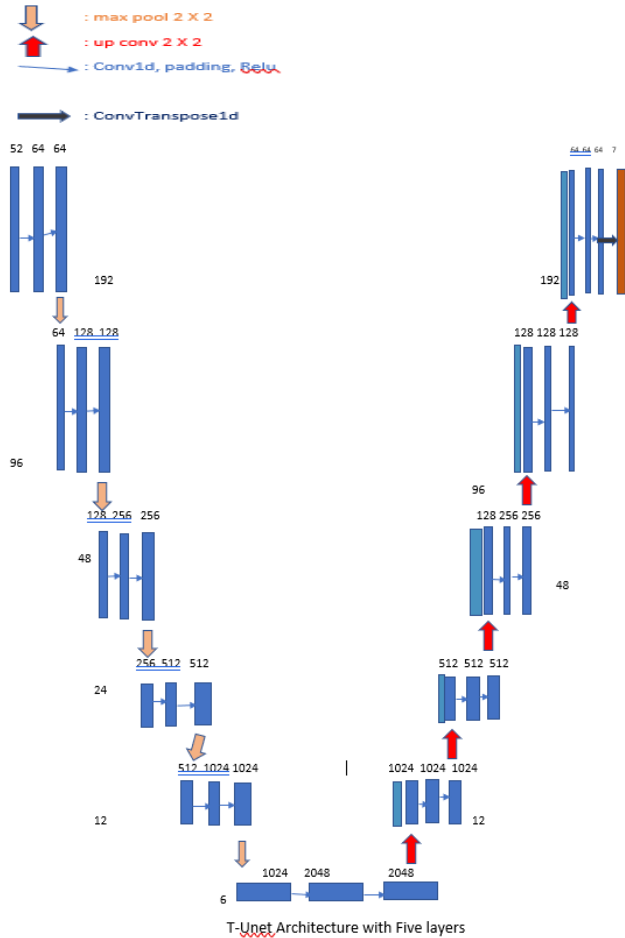 : max pool 2 X 2
: up conv 2 X 2
: Conv1d, padding, Relu
: ConvTranspose1d
52 64 64
64 64 64 7
192
192
64 128 128
128 128 128
96
96
128 256 256
128 256 256
48
48
256 512 512
512 512 512
24
512 1024 1024
1024 1024 1024
12
12
1024 2048 2048
6
T-Unet Architecture with Five layers